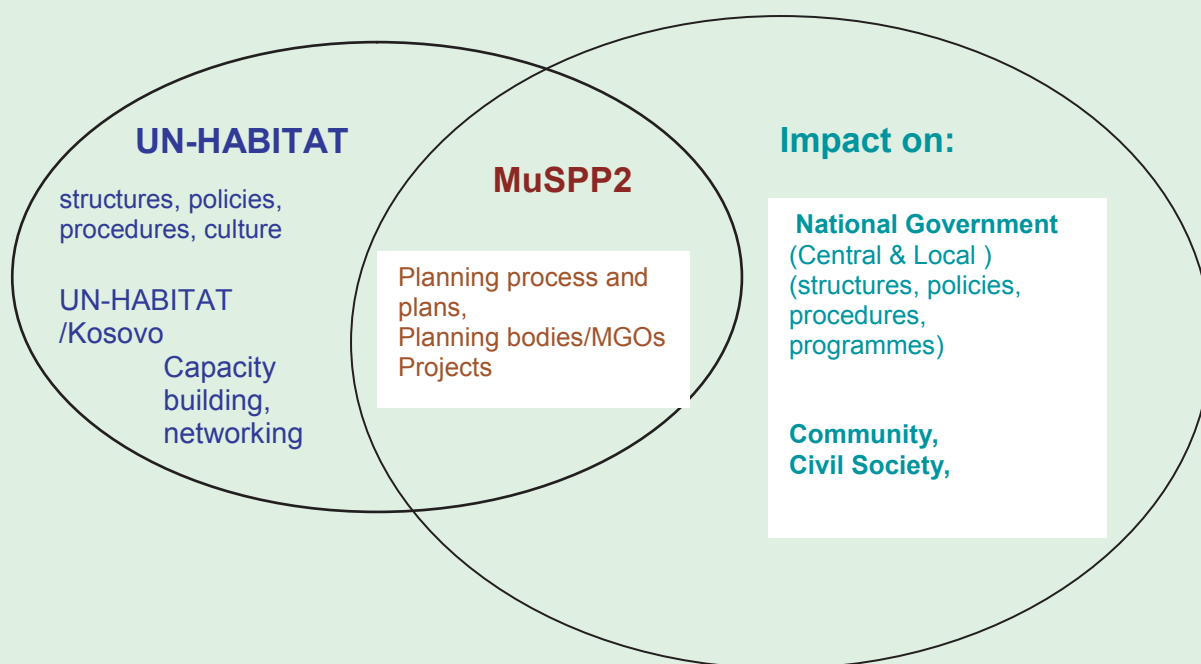 UN-HABITAT
structures, policies,
procedures, culture
UN-HABITAT
/Kosovo
Capacity
building,
networking
MuSPP2
Planning process and
plans,
Planning bodies/MGOs
Projects
Impact on:
National Government
(Central & Local )
(structures, policies,
procedures,
programmes)
Community,
Civil Society,